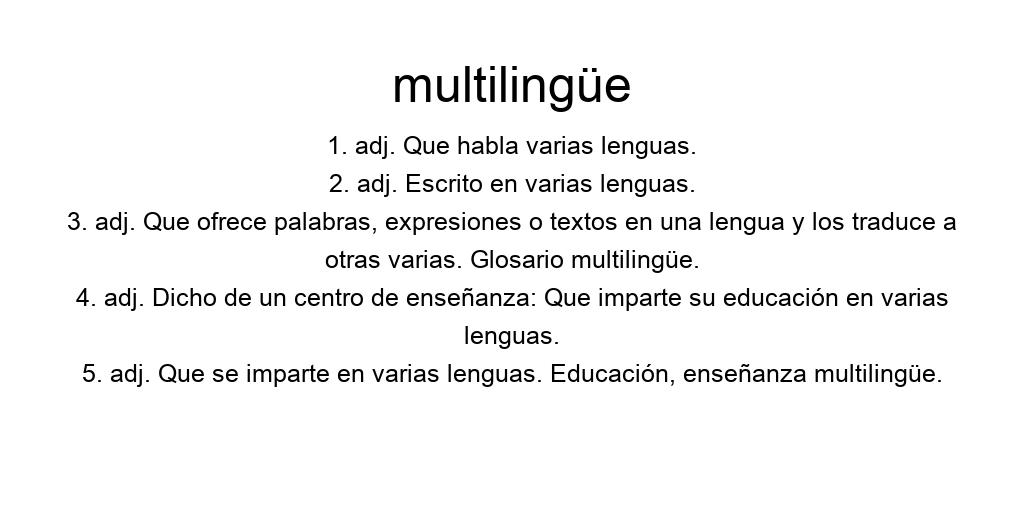 multilingüe
1. adj. Que habla varias lenguas.
2. adj. Escrito en varias lenguas.
3. adj. Que ofrece palabras, expresiones o textos en una lengua y los traduce a
otras varias. Glosario multilingüe.
4. adj. Dicho de un centro de enseñanza: Que imparte su educación en varias
lenguas.
5. adj. Que se imparte en varias lenguas. Educación, enseñanza multilingüe.